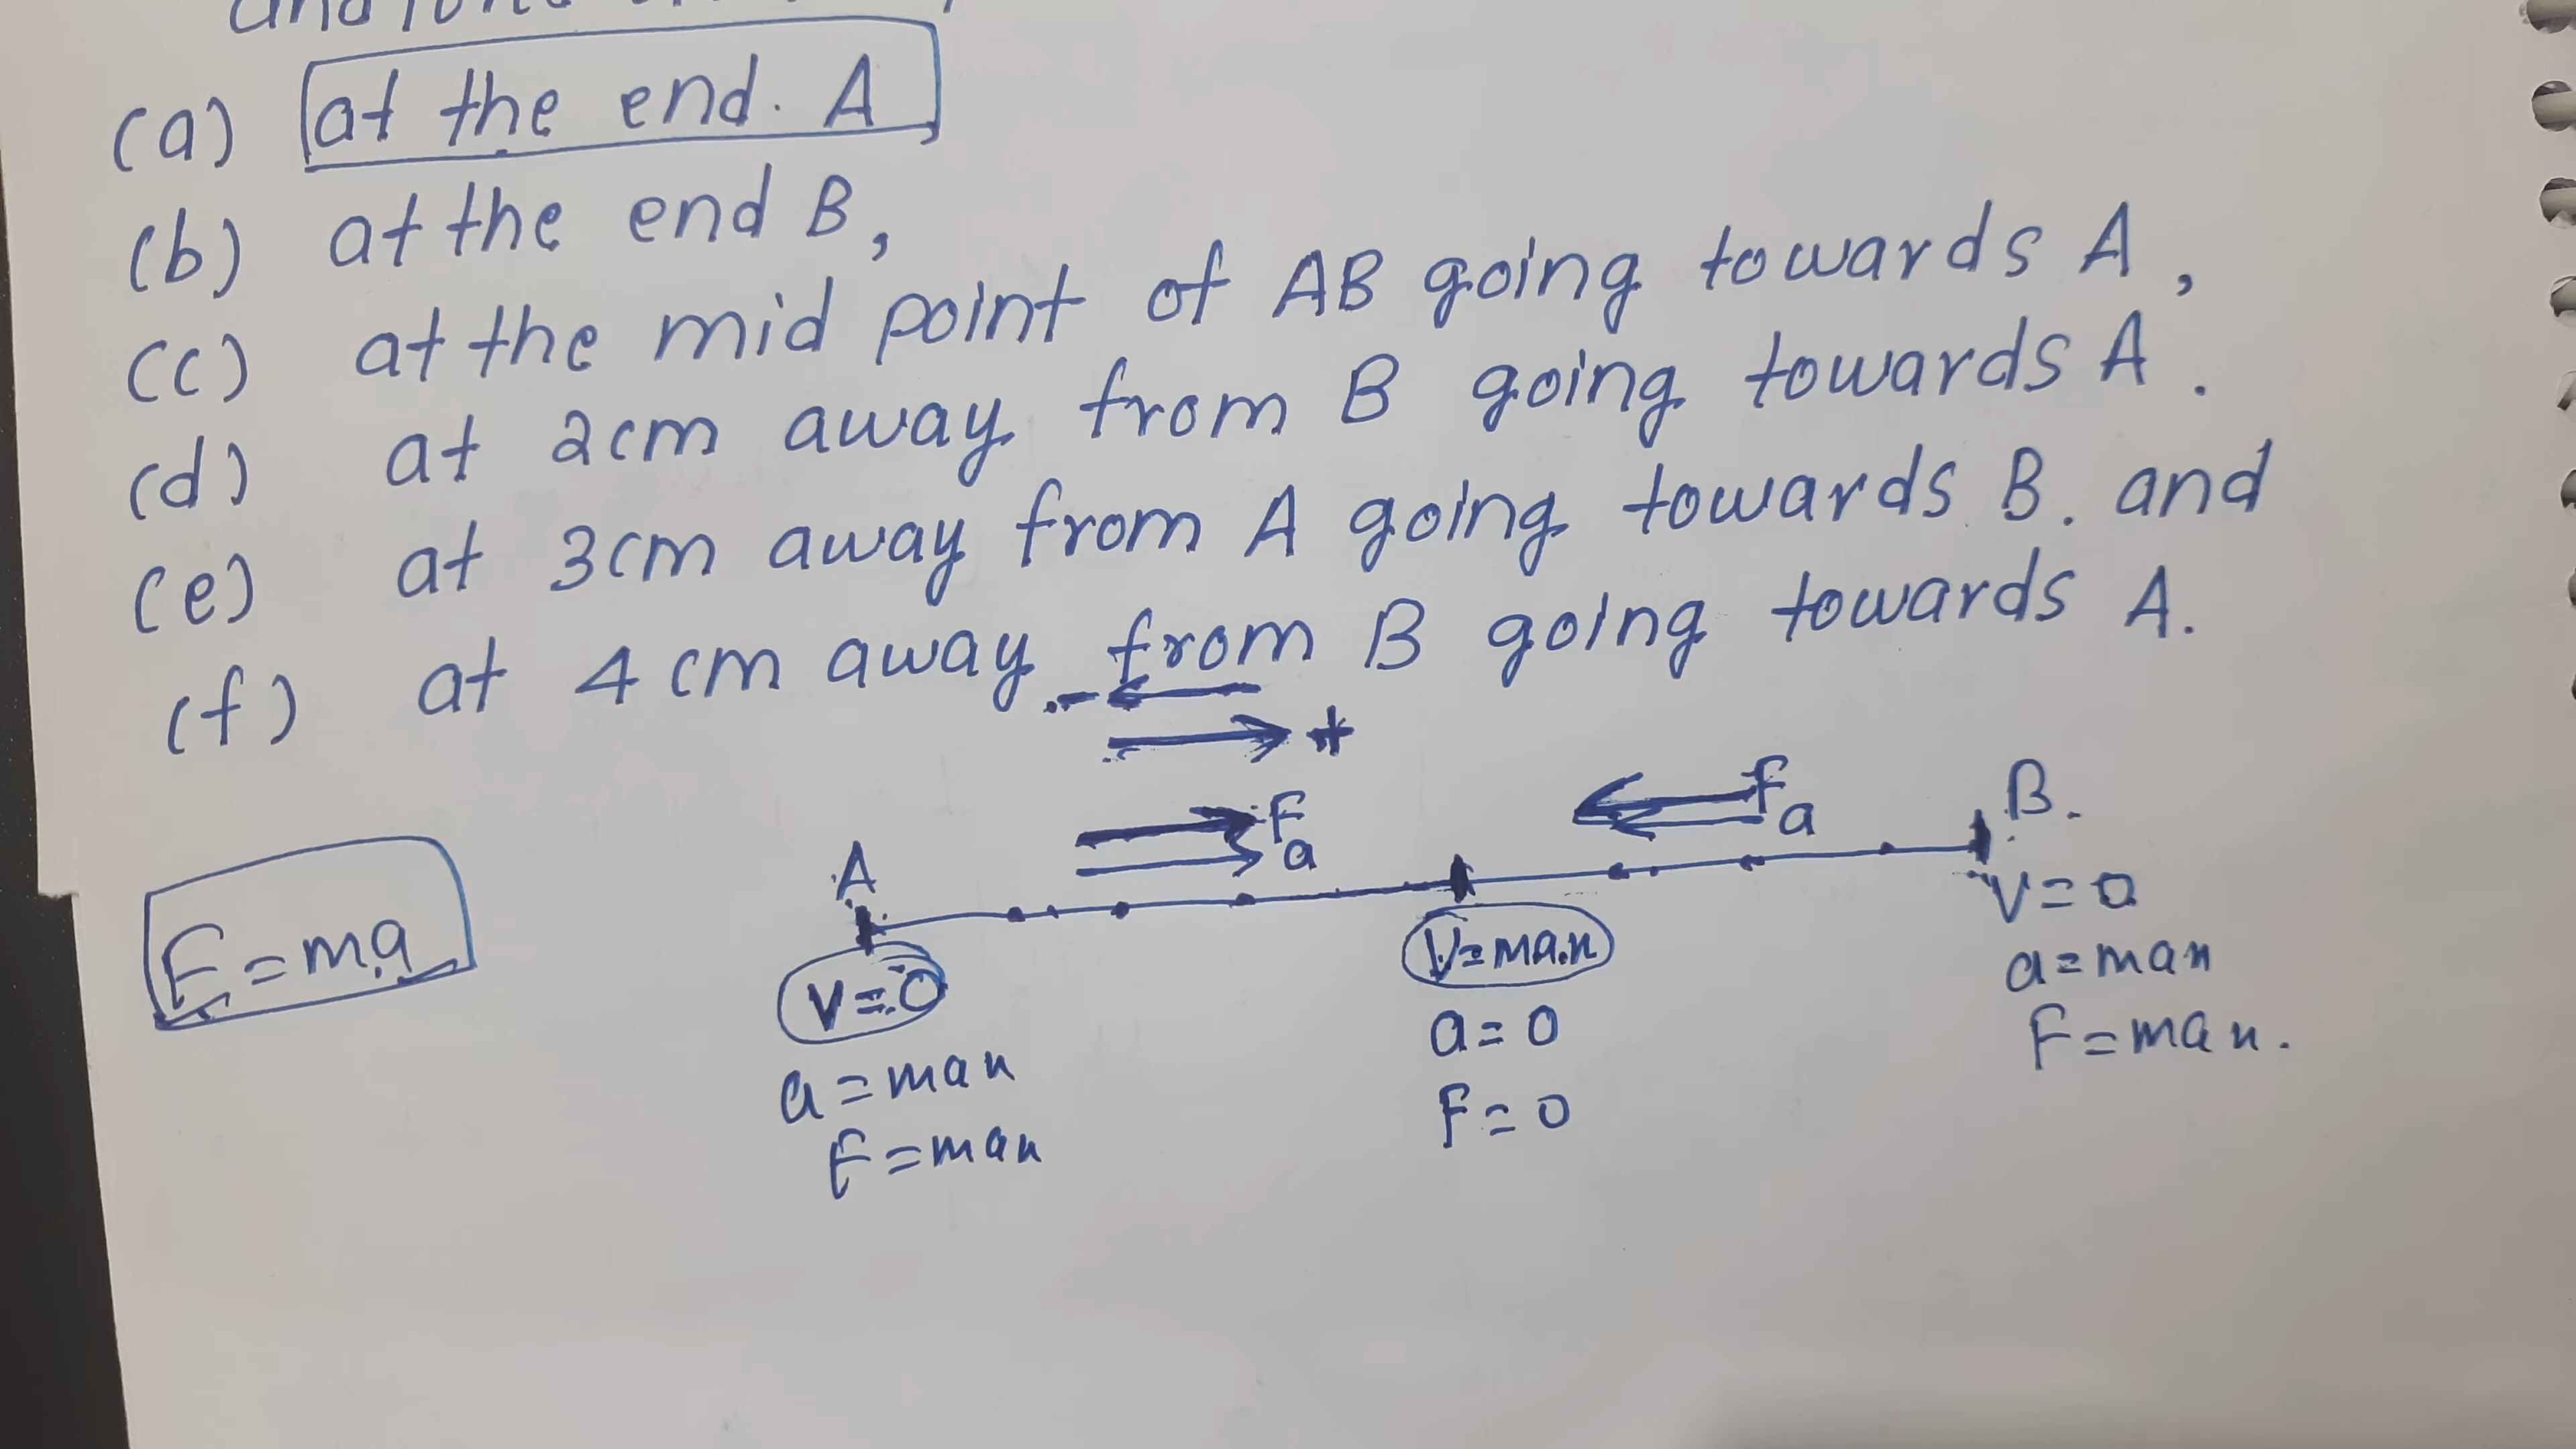 (a) at the end. A,
(b) at the end B,
(c) at the mid point of AB going towards A,
(d) at 2cm away from B going towards A.
(e) at 3cm away from A going towards B. and
(f) at 4 cm away from B going towards A.
-
+
F
a
F
a
B.
A
F=ma
V=0
a=max
F=max
V=max
a=0
F=0
V=0
a=max
F=max.